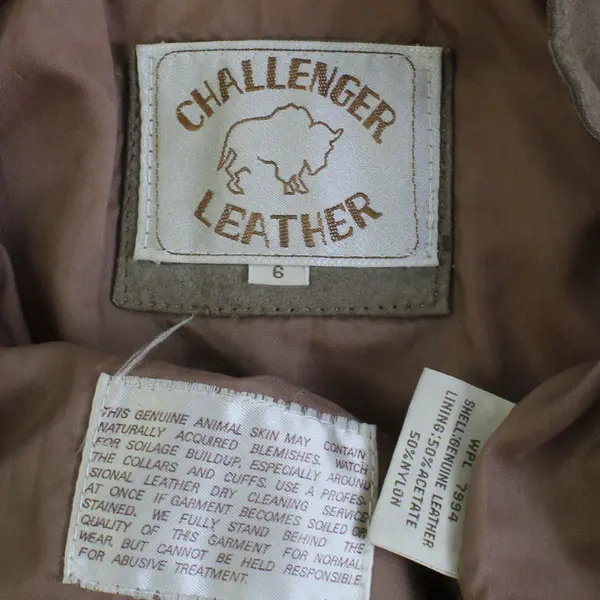 CHALLENGER
LEATHER
6
THIS GENUINE ANIMAL SKIN MAY CONTAIN
NATURALLY ACQUIRED BLEMISHES. WATCH
FOR SOILAGE BUILDUP, ESPECIALLY AROUND
THE COLLARS AND CUFFS. USE A PROFES-
SIONAL LEATHER DRY CLEANING SERVICE
AT ONCE IF GARMENT BECOMES SOILED OR
STAINED. WE FULLY STAND BEHIND THE
QUALITY OF THIS GARMENT FOR NORMAL
WEAR, BUT CANNOT BE HELD RESPONSIBLE
FOR ABUSIVE TREATMENT.
WPL 7994
SHELL:GENUINE LEATHER
LINING:50%ACETATE
50%NYLON